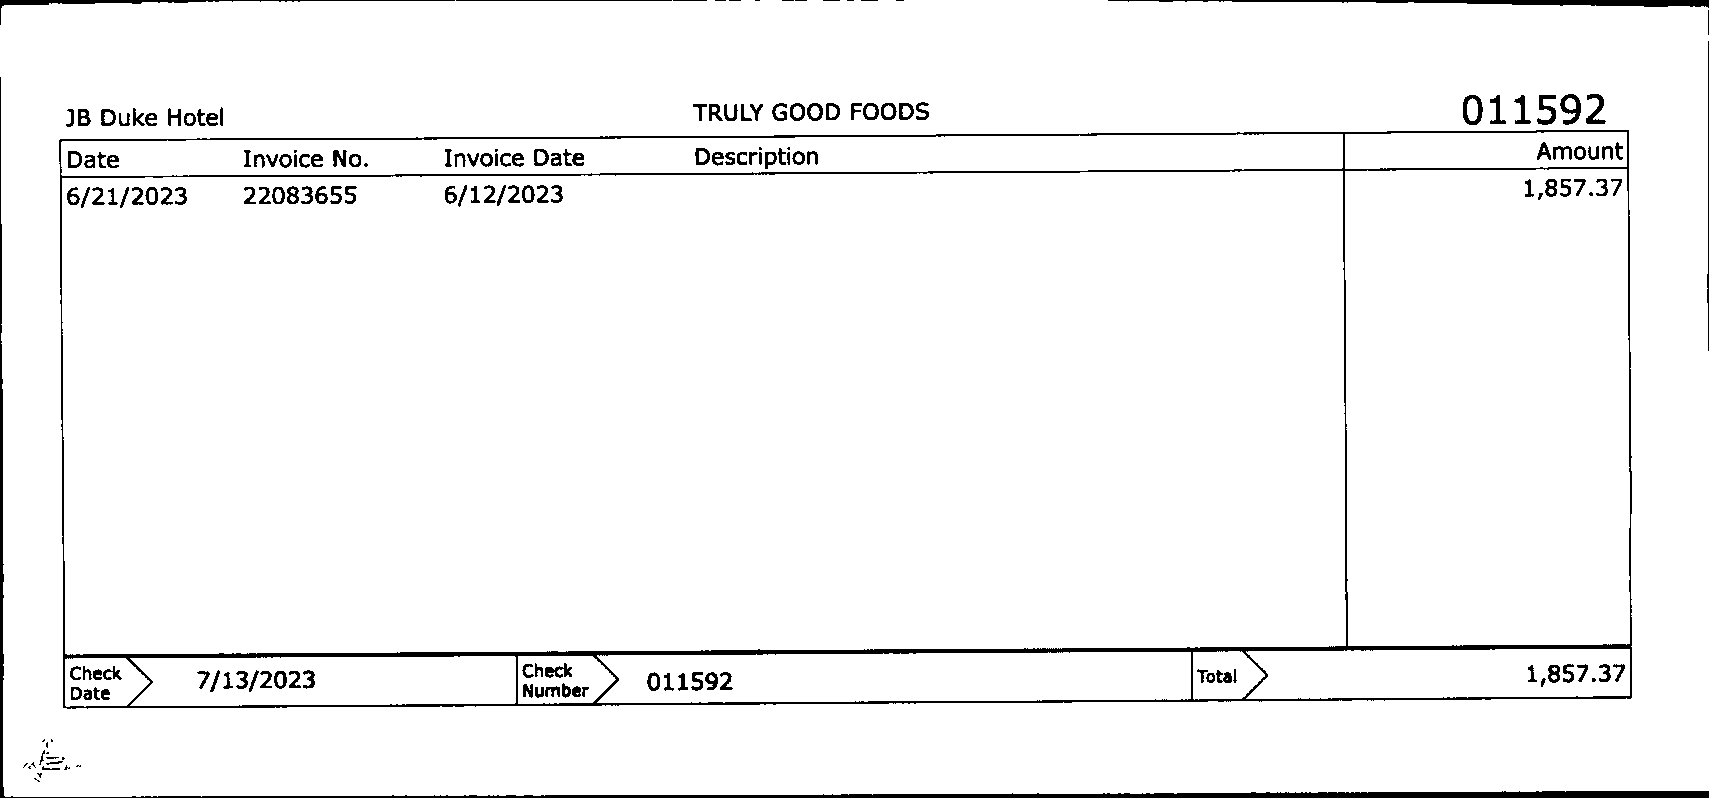 JB Duke Hotel TRULY GOOD FOODS 011592
Date Invoice No. Invoice Date Description Amount
6/21/2023 22083655 6/12/2023 1,857.37
Check Date 7/13/2023 Check Number 011592 Total 1,857.37